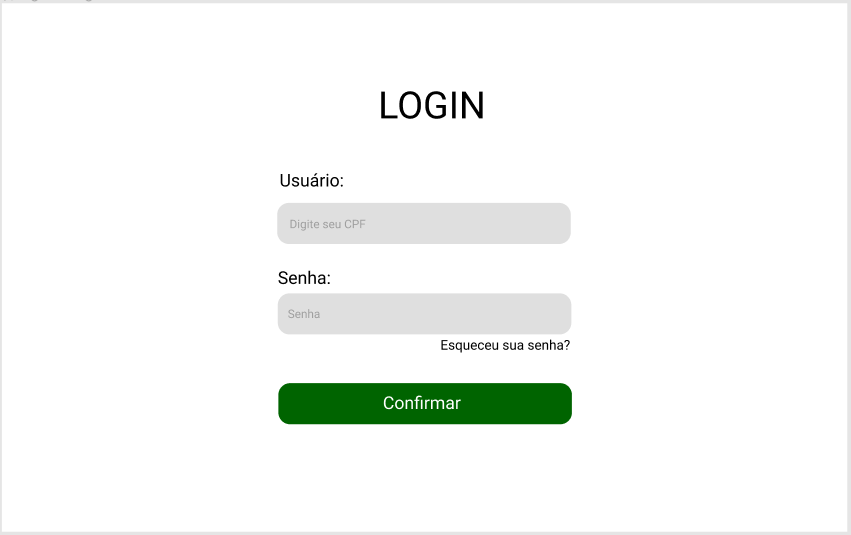 LOGIN
Usuário:
Digite seu CPF
Senha:
Senha
Esqueceu sua senha?
Confirmar